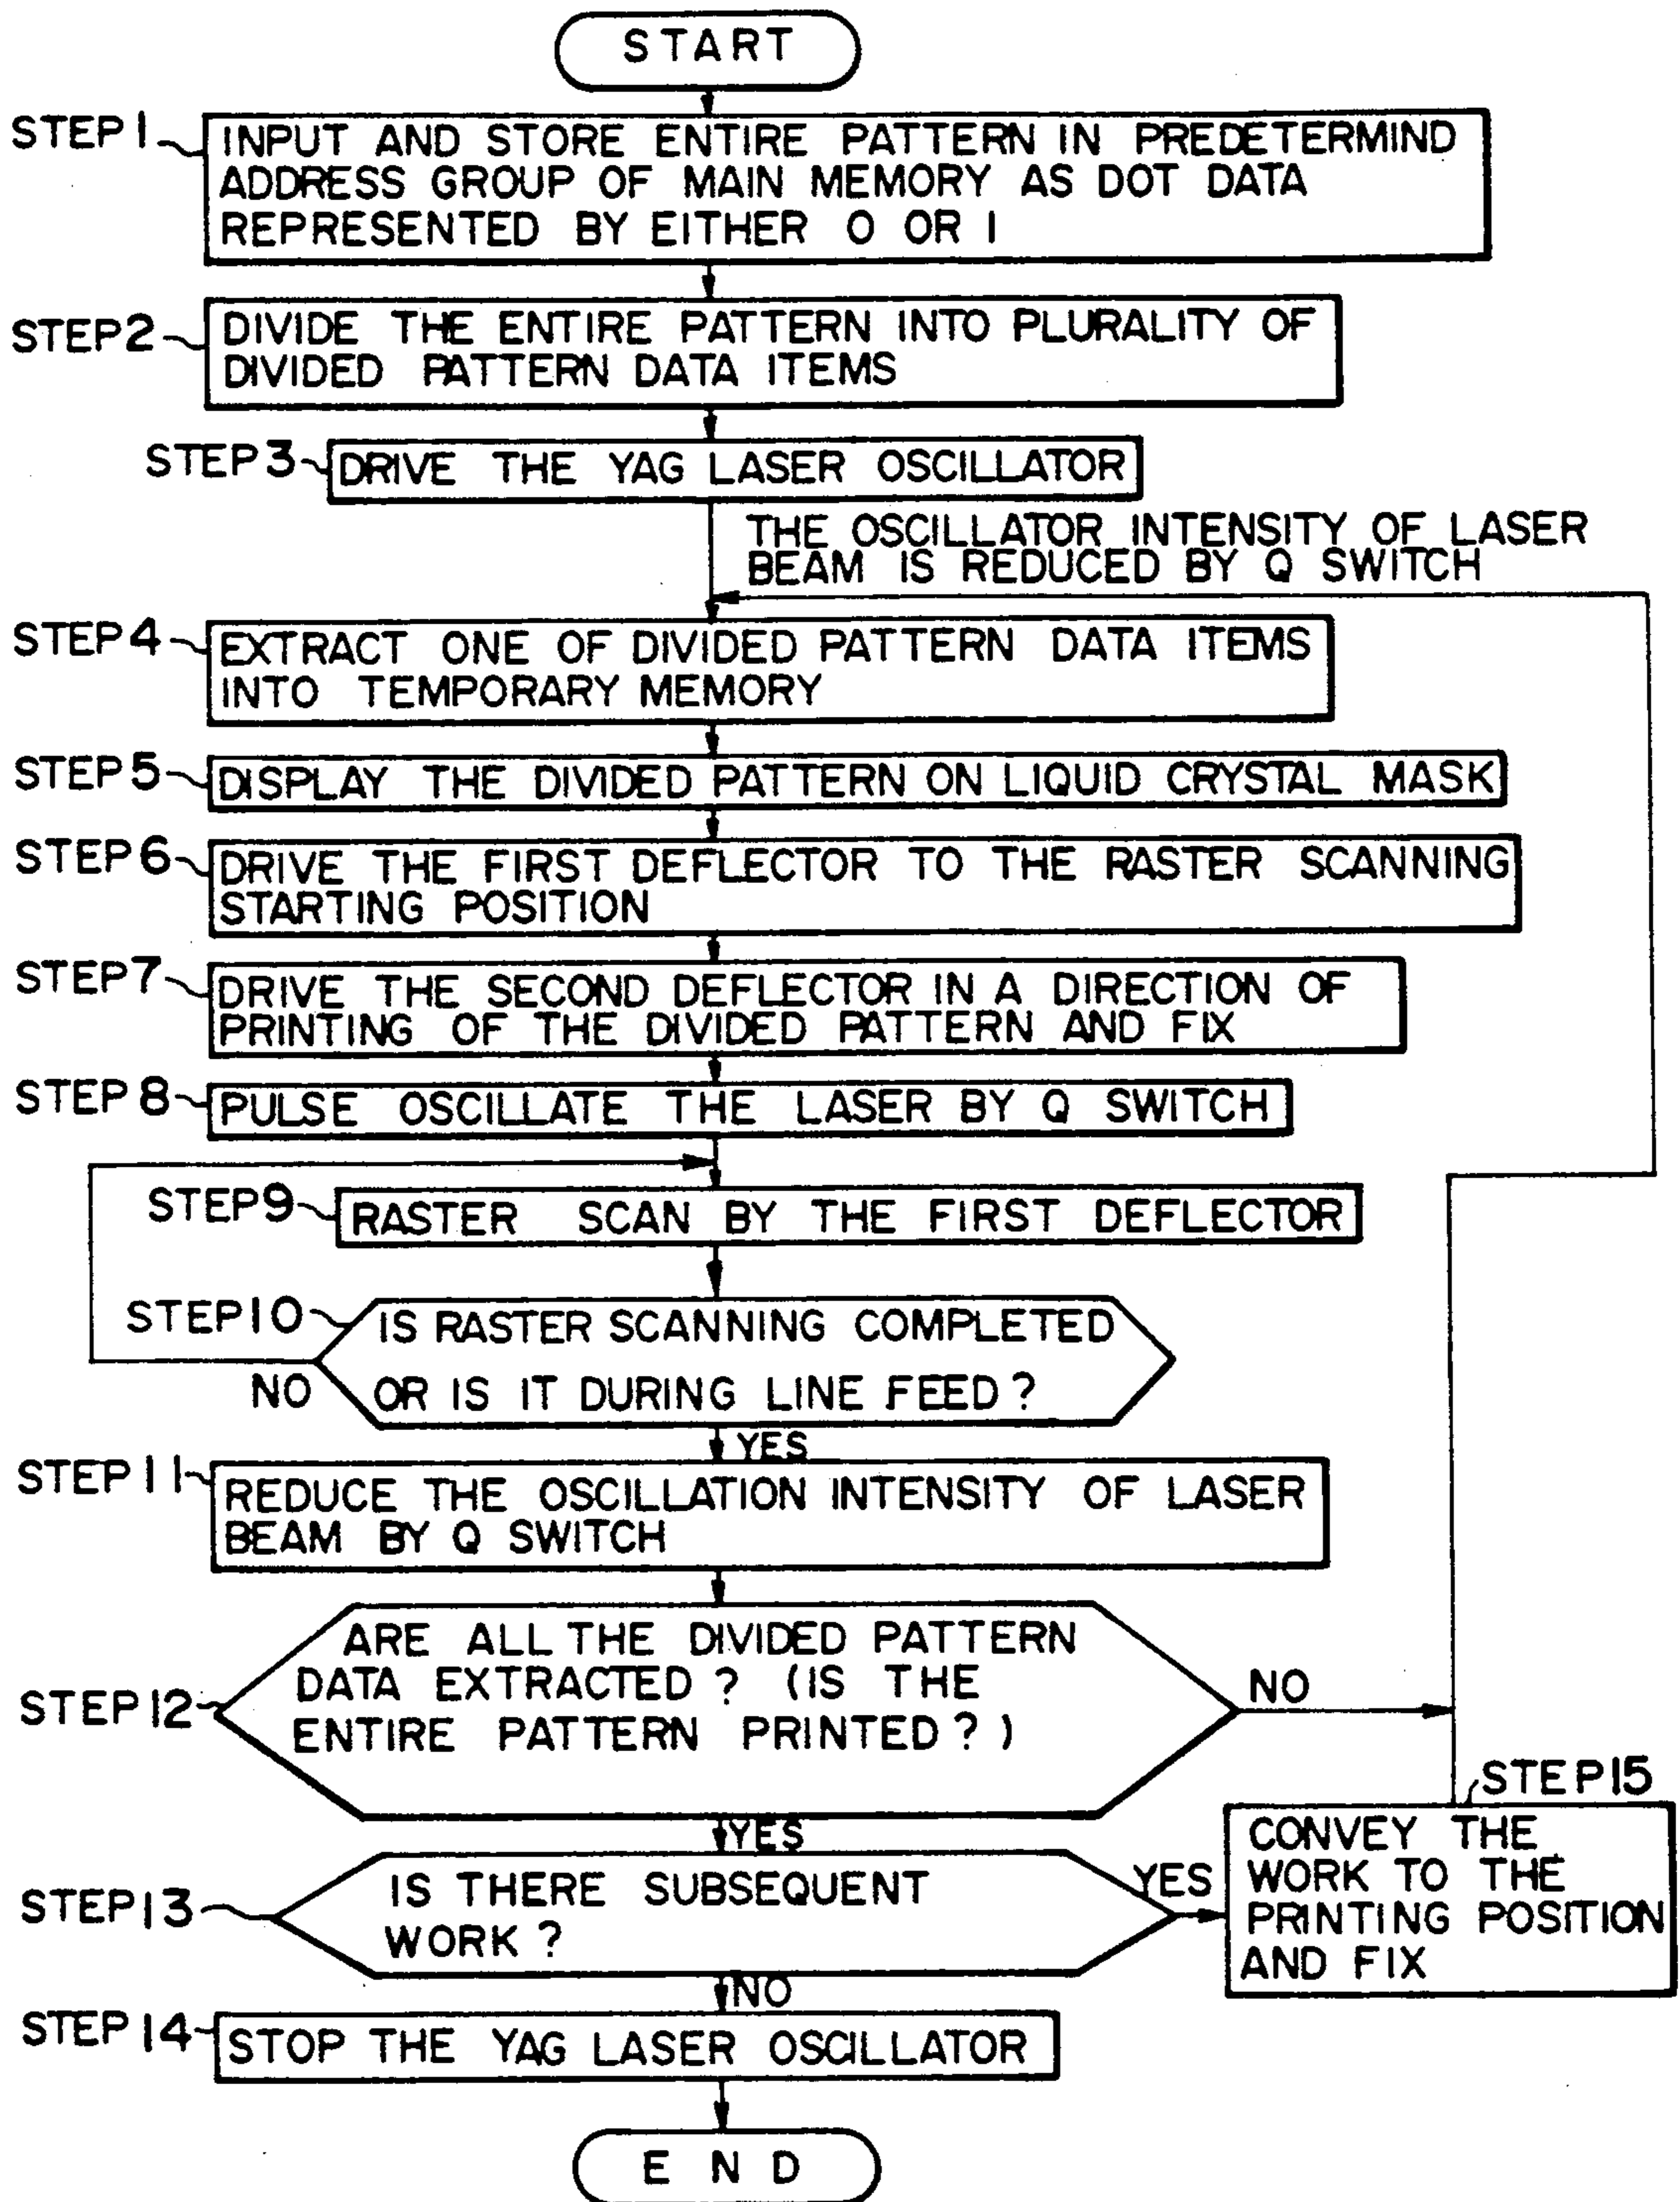 START
STEP 1
INPUT AND STORE ENTIRE PATTERN IN PREDETERMIND
ADDRESS GROUP OF MAIN MEMORY AS DOT DATA
REPRESENTED BY EITHER 0 OR 1
STEP 2
DIVIDE THE ENTIRE PATTERN INTO PLURALITY OF
DIVIDED PATTERN DATA ITEMS
STEP 3
DRIVE THE YAG LASER OSCILLATOR
THE OSCILLATOR INTENSITY OF LASER
BEAM IS REDUCED BY Q SWITCH
STEP 4
EXTRACT ONE OF DIVIDED PATTERN DATA ITEMS
INTO TEMPORARY MEMORY
STEP 5
DISPLAY THE DIVIDED PATTERN ON LIQUID CRYSTAL MASK
STEP 6
DRIVE THE FIRST DEFLECTOR TO THE RASTER SCANNING
STARTING POSITION
STEP 7
DRIVE THE SECOND DEFLECTOR IN A DIRECTION OF
PRINTING OF THE DIVIDED PATTERN AND FIX
STEP 8
PULSE OSCILLATE THE LASER BY Q SWITCH
STEP 9
RASTER SCAN BY THE FIRST DEFLECTOR
STEP 10
IS RASTER SCANNING COMPLETED
OR IS IT DURING LINE FEED ?
NO
YES
STEP 11
REDUCE THE OSCILLATION INTENSITY OF LASER
BEAM BY Q SWITCH
STEP 12
ARE ALL THE DIVIDED PATTERN
DATA EXTRACTED ? (IS THE
ENTIRE PATTERN PRINTED ? )
NO
YES
STEP 13
IS THERE SUBSEQUENT
WORK ?
YES
STEP 15
CONVEY THE
WORK TO THE
PRINTING POSITION
AND FIX
NO
STEP 14
STOP THE YAG LASER OSCILLATOR
END